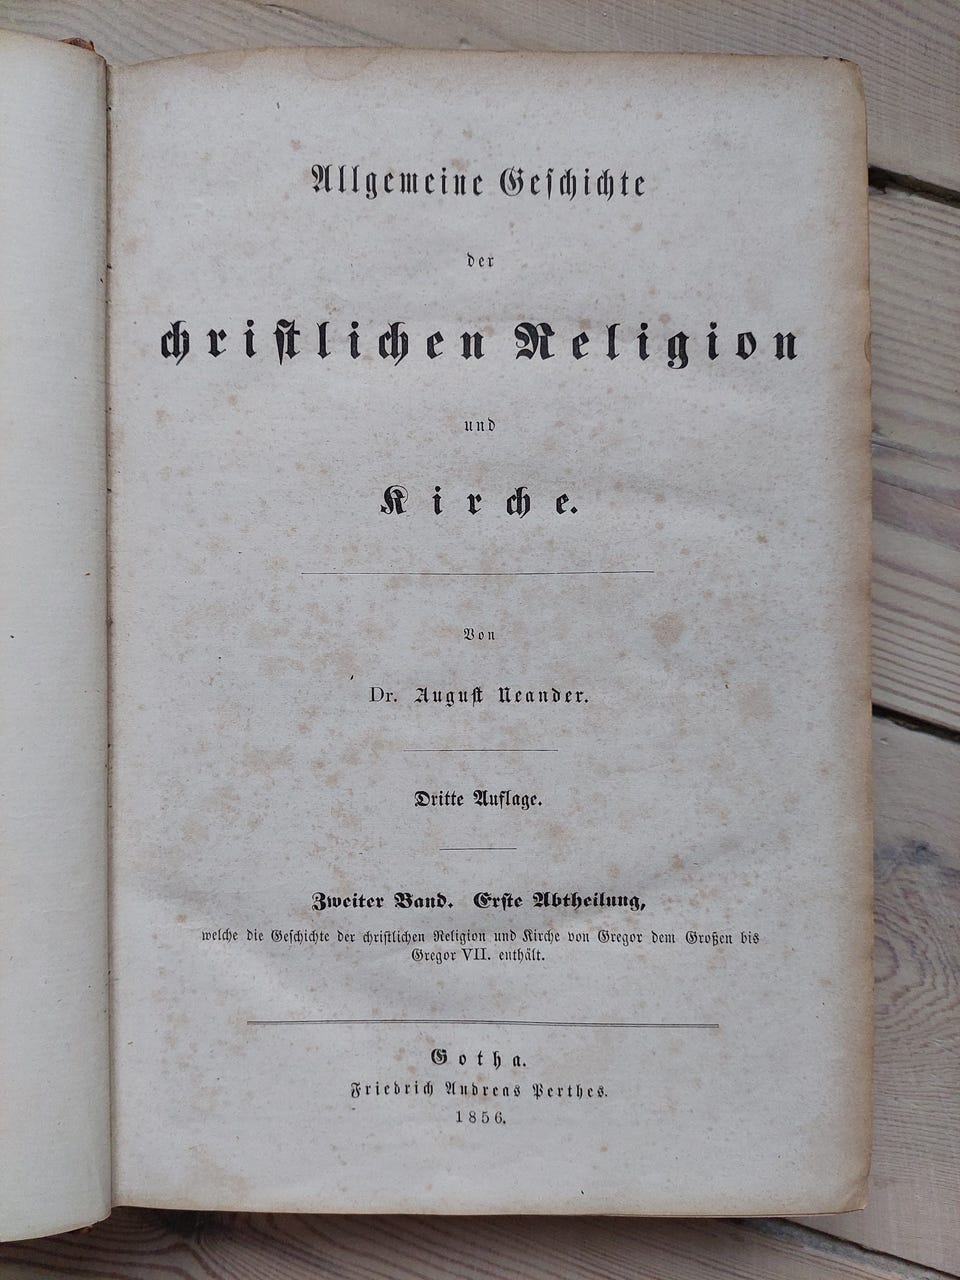 Allgemeine Geschichte
der
christlichen Religion
und
Kirche.
Von
Dr. August Neander.
Dritte Auflage.
Zweiter Band. Erste Abtheilung,
welche die Geschichte der christlichen Religion und Kirche von Gregor dem Großen bis
Gregor VII. enthält.
Gotha.
Friedrich Andreas Perthes.
1856.